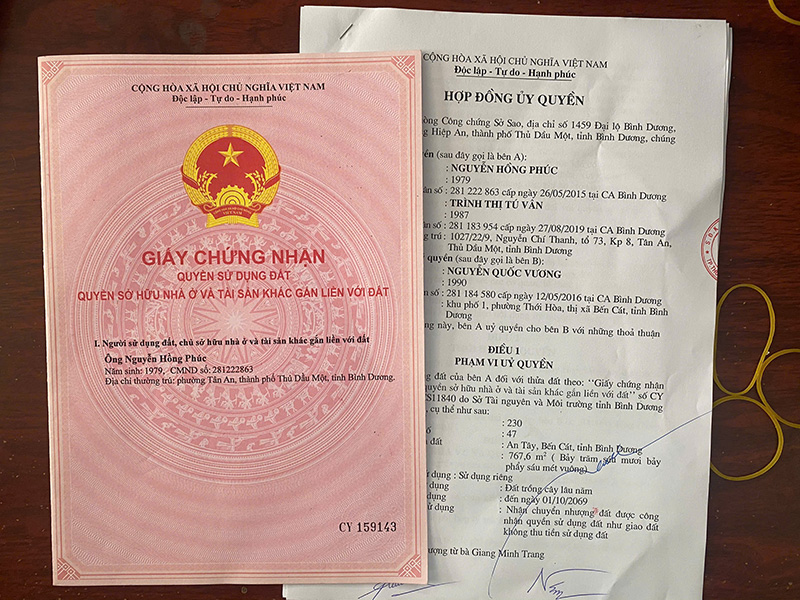 CỘNG HÒA XÃ HỘI CHỦ NGHĨA VIỆT NAM
Độc lập - Tự do - Hạnh phúc
GIẤY CHỨNG NHẬN
QUYỀN SỬ DỤNG ĐẤT
QUYỀN SỞ HỮU NHÀ Ở VÀ TÀI SẢN KHÁC GẮN LIỀN VỚI ĐẤT
I. Người sử dụng đất, chủ sở hữu nhà ở và tài sản khác gắn liền với đất
Ông Nguyễn Hồng Phúc
Năm sinh: 1979, CMND số: 281222863
Địa chỉ thường trú: phường Tân An, thành phố Thủ Dầu Một, tỉnh Bình Dương.
CY 159143
CỘNG HÒA XÃ HỘI CHỦ NGHĨA VIỆT NAM
Độc lập - Tự do - Hạnh phúc
HỢP ĐỒNG ỦY QUYỀN
òng Công chứng Sở Sao, địa chỉ số 1459 Đại lộ Bình Dương,
g Hiệp An, thành phố Thủ Dầu Một, tỉnh Bình Dương, chúng
yền (sau đây gọi là bên A):
: NGUYỄN HỒNG PHÚC
: 1979
ân số : 281 222 863 cấp ngày 26/05/2015 tại CA Bình Dương
: TRÌNH THỊ TÚ VÂN
: 1987
ân số : 281 183 954 cấp ngày 27/08/2019 tại CA Bình Dương
trú : 1027/22/9, Nguyễn Chí Thanh, tổ 73, Kp 8, Tân An,
Thủ Dầu Một, tỉnh Bình Dương
quyền (sau đây gọi là bên B):
: NGUYỄN QUỐC VƯƠNG
: 1990
ân số : 281 184 580 cấp ngày 12/05/2016 tại CA Bình Dương
: khu phố 1, phường Thới Hòa, thị xã Bến Cát, tỉnh Bình
Dương
ng này, bên A uỷ quyền cho bên B với những thoả thuận
ĐIỀU 1
PHẠM VI UỶ QUYỀN
ng đất của bên A đối với thửa đất theo: "Giấy chứng nhận
uyền sở hữu nhà ở và tài sản khác gắn liền với đất" số CY
CS11840 do Sở Tài nguyên và Môi trường tỉnh Bình Dương
, cụ thể như sau:
: 230
ố : 47
đất : An Tây, Bến Cát, tỉnh Bình Dương
: 767,6 m² ( Bảy trăm sáu mươi bảy
phẩy sáu mét vuông)
ử dụng : Sử dụng riêng
dụng : Đất trồng cây lâu năm
dụng : đến ngày 01/10/2069
ử dụng : Nhận chuyển nhượng đất được công
nhận quyền sử dụng đất như giao đất
không thu tiền sử dụng đất
ượng từ bà Giang Minh Trang